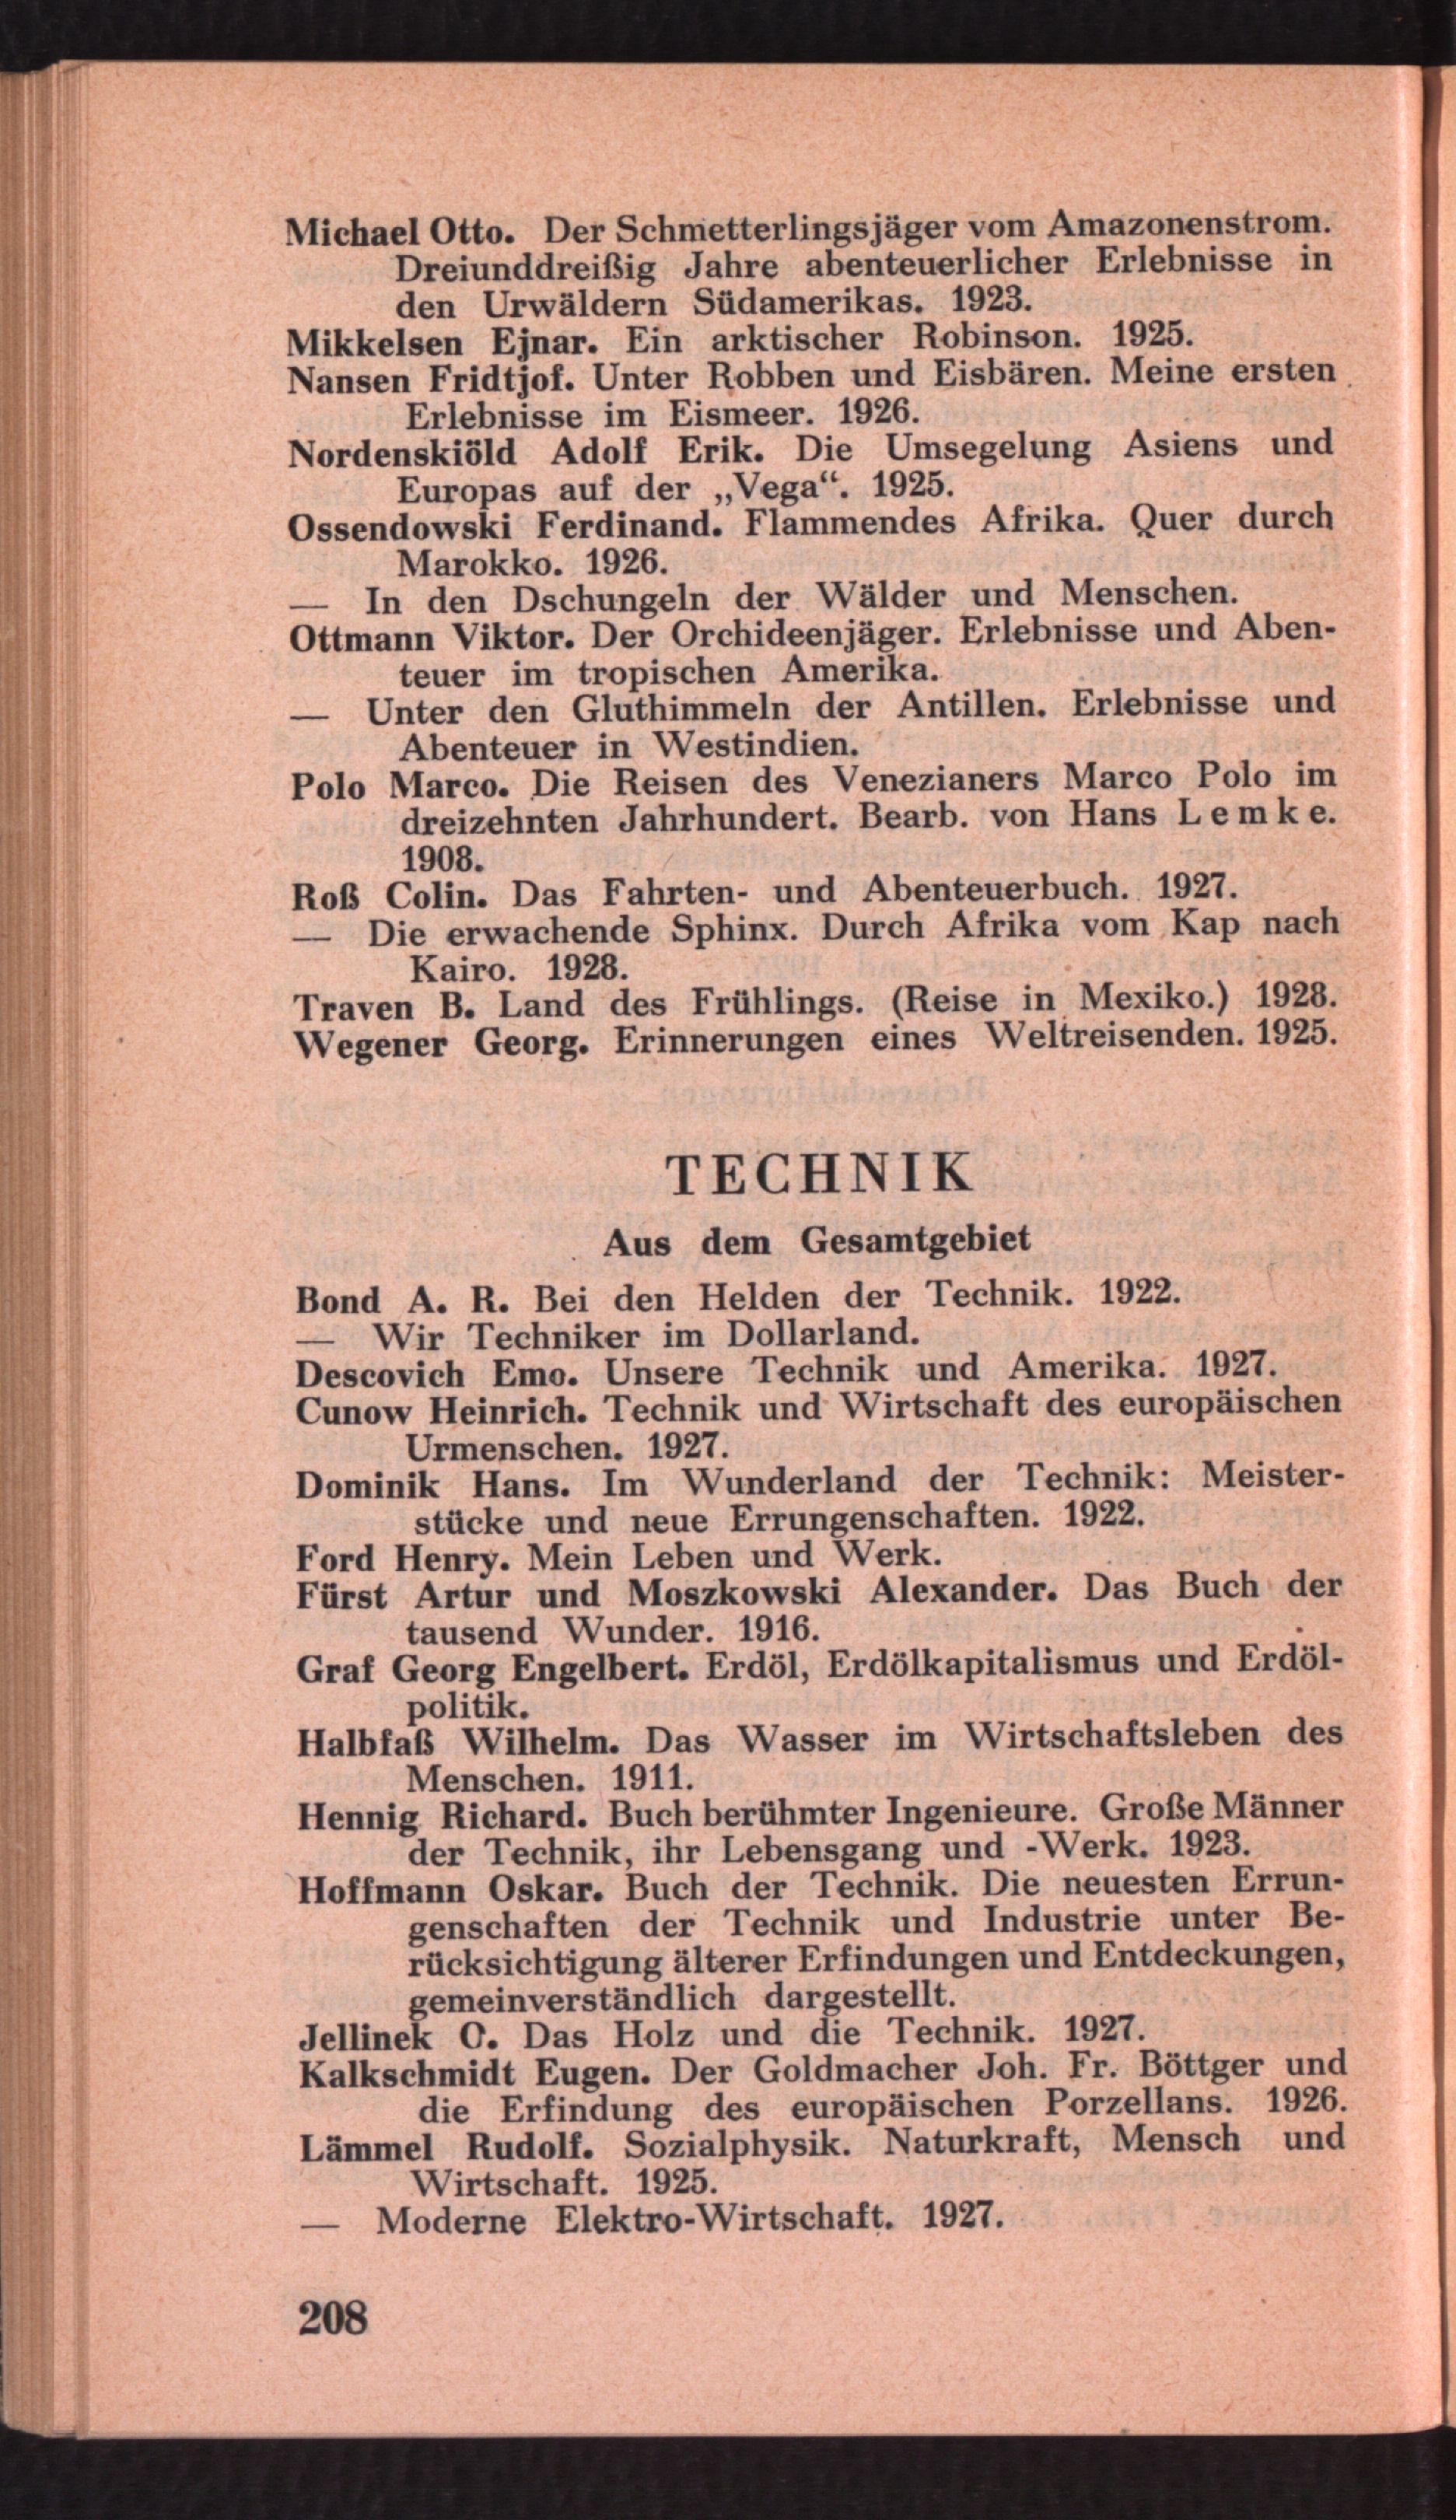 Michael Otto. Der Schmetterlingsjäger vom Amazonenstrom.
Dreiunddreißig Jahre abenteuerlicher Erlebnisse in
den Urwäldern Südamerikas. 1923.
Mikkelsen Ejnar. Ein arktischer Robinson. 1925.
Nansen Fridtjof. Unter Robben und Eisbären. Meine ersten
Erlebnisse im Eismeer. 1926.
Nordenskiöld Adolf Erik. Die Umsegelung Asiens und
Europas auf der „Vega“. 1925.
Ossendowski Ferdinand. Flammendes Afrika. Quer durch
Marokko. 1926.
— In den Dschungeln der Wälder und Menschen.
Ottmann Viktor. Der Orchideenjäger. Erlebnisse und Aben-
teuer im tropischen Amerika.
— Unter den Gluthimmeln der Antillen. Erlebnisse und
Abenteuer in Westindien.
Polo Marco. Die Reisen des Venezianers Marco Polo im
dreizehnten Jahrhundert. Bearb. von Hans Lemke.
1908.
Roß Colin. Das Fahrten- und Abenteuerbuch. 1927.
— Die erwachende Sphinx. Durch Afrika vom Kap nach
Kairo. 1928.
Traven B. Land des Frühlings. (Reise in Mexiko.) 1928.
Wegener Georg. Erinnerungen eines Weltreisenden. 1925.
TECHNIK
Aus dem Gesamtgebiet
Bond A. R. Bei den Helden der Technik. 1922.
— Wir Techniker im Dollarland.
Descovich Emo. Unsere Technik und Amerika. 1927.
Cunow Heinrich. Technik und Wirtschaft des europäischen
Urmenschen. 1927.
Dominik Hans. Im Wunderland der Technik: Meister-
stücke und neue Errungenschaften. 1922.
Ford Henry. Mein Leben und Werk.
Fürst Artur und Moszkowski Alexander. Das Buch der
tausend Wunder. 1916.
Graf Georg Engelbert. Erdöl, Erdölkapitalismus und Erdöl-
politik.
Halbfaß Wilhelm. Das Wasser im Wirtschaftsleben des
Menschen. 1911.
Hennig Richard. Buch berühmter Ingenieure. Große Männer
der Technik, ihr Lebensgang und -Werk. 1923.
Hoffmann Oskar. Buch der Technik. Die neuesten Errun-
genschaften der Technik und Industrie unter Be-
rücksichtigung älterer Erfindungen und Entdeckungen,
gemeinverständlich dargestellt.
Jellinek O. Das Holz und die Technik. 1927.
Kalkschmidt Eugen. Der Goldmacher Joh. Fr. Böttger und
die Erfindung des europäischen Porzellans. 1926.
Lämmel Rudolf. Sozialphysik. Naturkraft, Mensch und
Wirtschaft. 1925.
— Moderne Elektro-Wirtschaft. 1927.
208